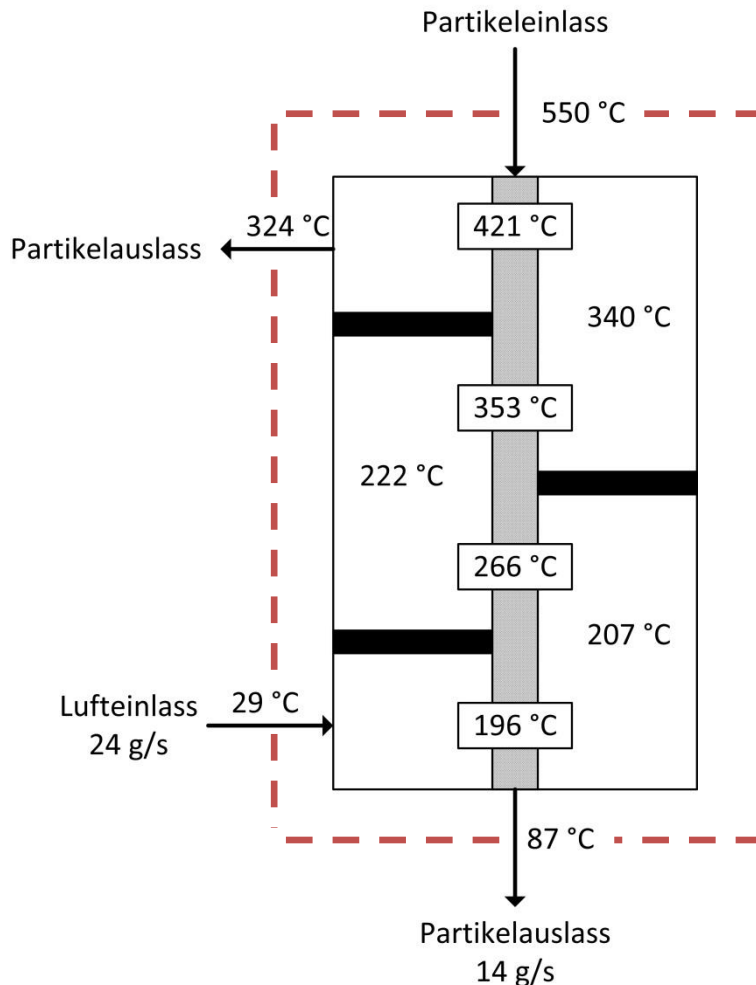 Partikeleinlass
550 °C
324 °C
Partikelauslass
421 °C
340 °C
353 °C
222 °C
266 °C
207 °C
Lufteinlass
24 g/s
29 °C
196 °C
87 °C
Partikelauslass
14 g/s